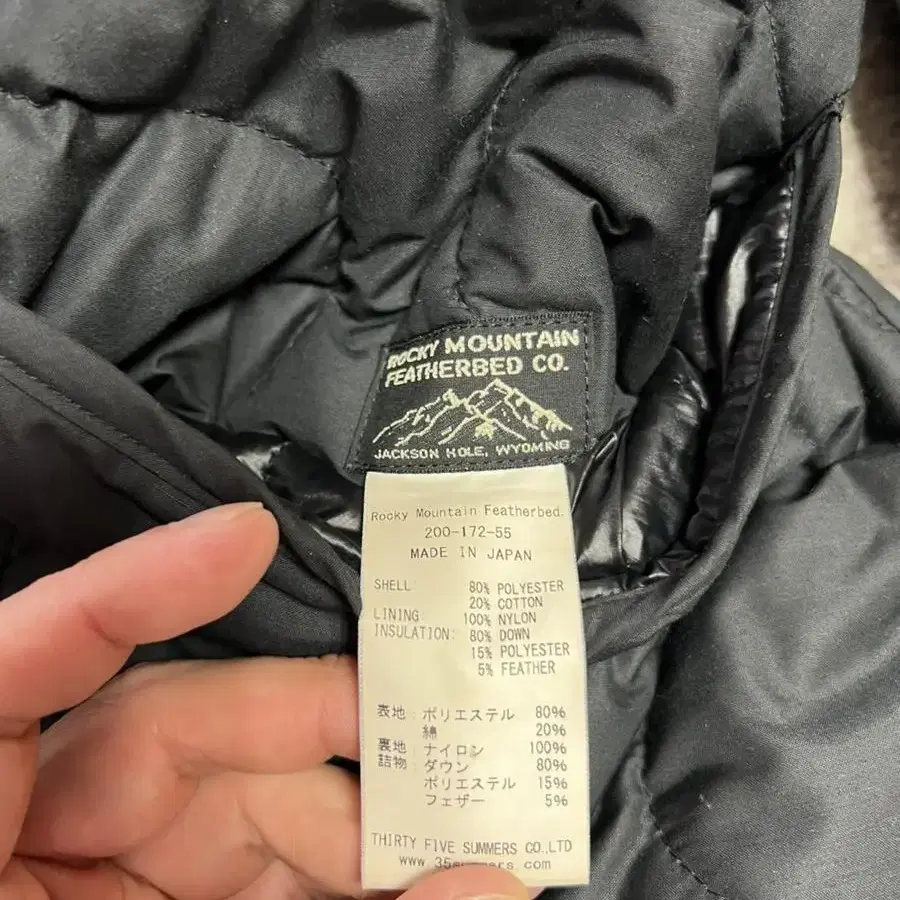 ROCKY MOUNTAIN
FEATHERBED CO.
JACKSON HOLE, WYOMING
Rocky Mountain Featherbed.
200-172-55
MADE IN JAPAN
SHELL: 80% POLYESTER
20% COTTON
LINING: 100% NYLON
INSULATION: 80% DOWN
15% POLYESTER
5% FEATHER
表地:ポリエステル 80%
綿 20%
裏地:ナイロン 100%
詰物:ダウン 80%
ポリエステル 15%
フェザー 5%
THIRTY FIVE SUMMERS CO.,LTD
www.35summers.com